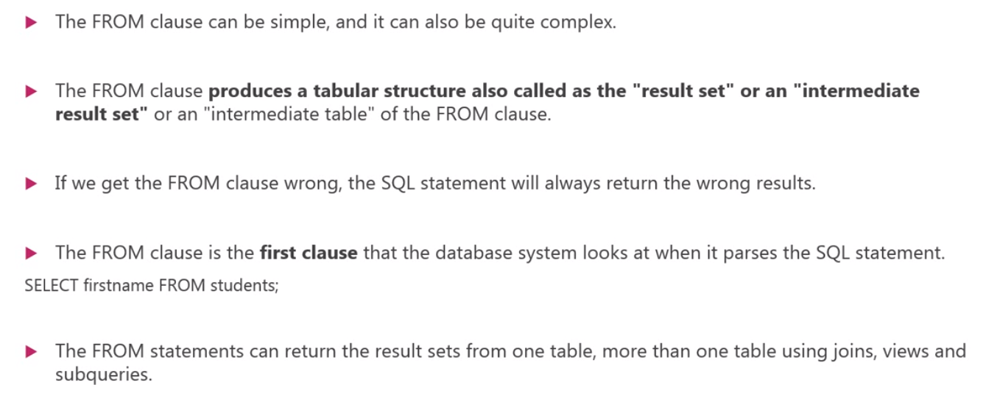 The FROM clause can be simple, and it can also be quite complex.
The FROM clause produces a tabular structure also called as the "result set" or an "intermediate
result set" or an "intermediate table" of the FROM clause.
If we get the FROM clause wrong, the SQL statement will always return the wrong results.
The FROM clause is the first clause that the database system looks at when it parses the SQL statement.
SELECT firstname FROM students;
The FROM statements can return the result sets from one table, more than one table using joins, views and
subqueries.